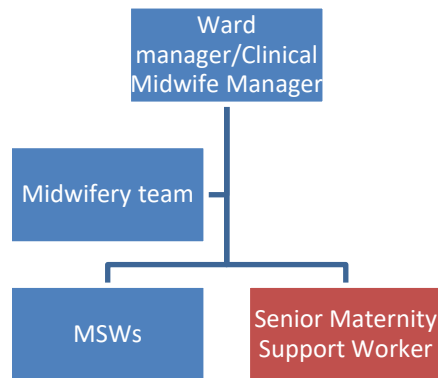 Ward
manager/Clinical
Midwife Manager
Midwifery team
MSWs
Senior Maternity
Support Worker